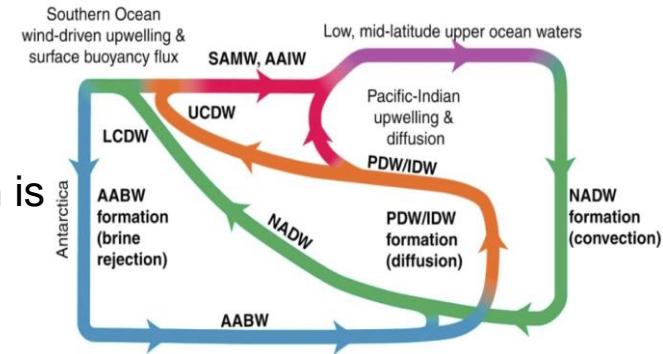 Southern Ocean
wind-driven upwelling &
surface buoyancy flux
Low, mid-latitude upper ocean waters
SAMW, AAIW
Pacific-Indian
upwelling &
diffusion
UCDW
LCDW
PDW/IDW
is
Antarctica
AABW
formation
(brine
rejection)
NADW
PDW/IDW
formation
(diffusion)
NADW
formation
(convection)
AABW